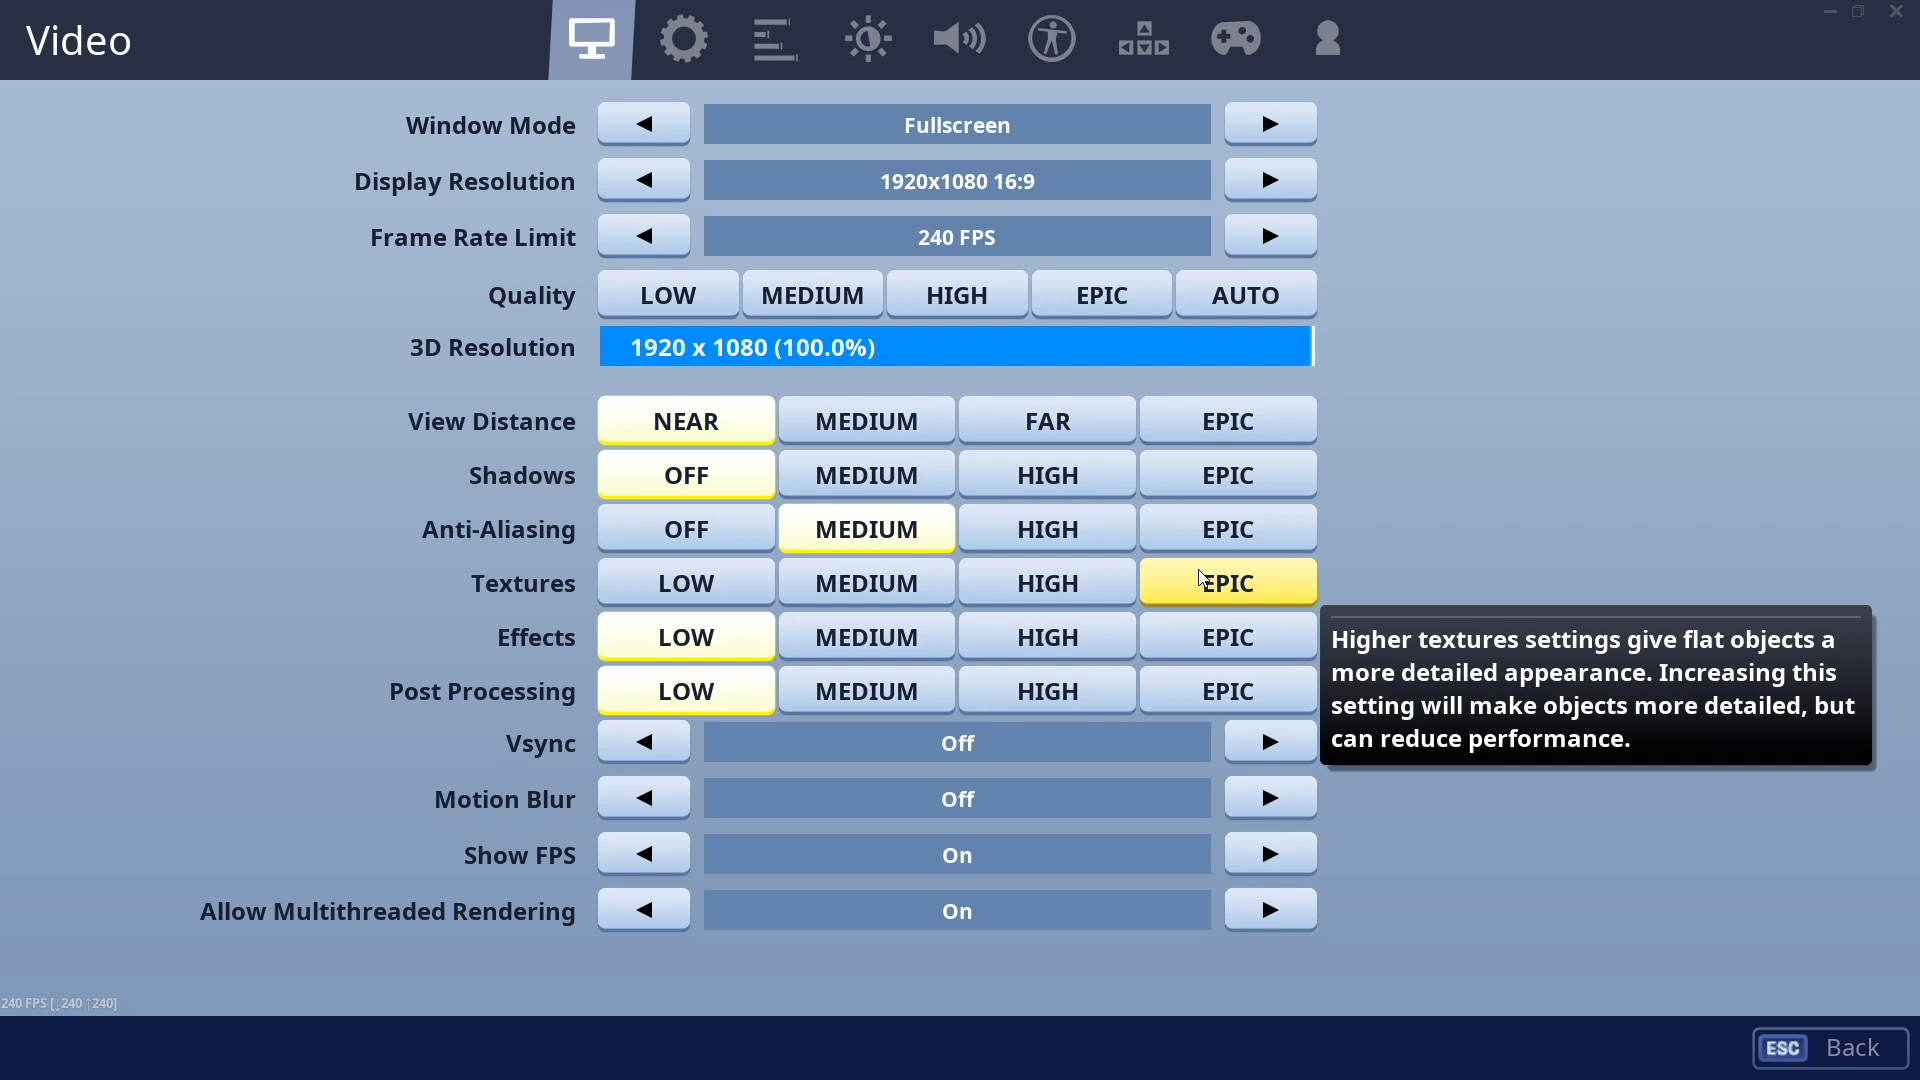 Video
Window Mode Fullscreen
Display Resolution 1920x1080 16:9
Frame Rate Limit 240 FPS
Quality LOW MEDIUM HIGH EPIC AUTO
3D Resolution 1920 x 1080 (100.0%)
View Distance NEAR MEDIUM FAR EPIC
Shadows OFF MEDIUM HIGH EPIC
Anti-Aliasing OFF MEDIUM HIGH EPIC
Textures LOW MEDIUM HIGH EPIC
Effects LOW MEDIUM HIGH EPIC
Higher textures settings give flat objects a
more detailed appearance. Increasing this
setting will make objects more detailed, but
can reduce performance.
Post Processing LOW MEDIUM HIGH EPIC
Vsync Off
Motion Blur Off
Show FPS On
Allow Multithreaded Rendering On
240 FPS [↓240 ↑240]
ESC Back